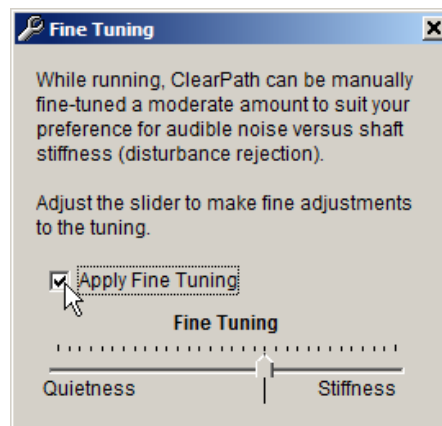 Fine Tuning
While running, ClearPath can be manually
fine-tuned a moderate amount to suit your
preference for audible noise versus shaft
stiffness (disturbance rejection).
Adjust the slider to make fine adjustments
to the tuning.
Apply Fine Tuning
Fine Tuning
Quietness Stiffness